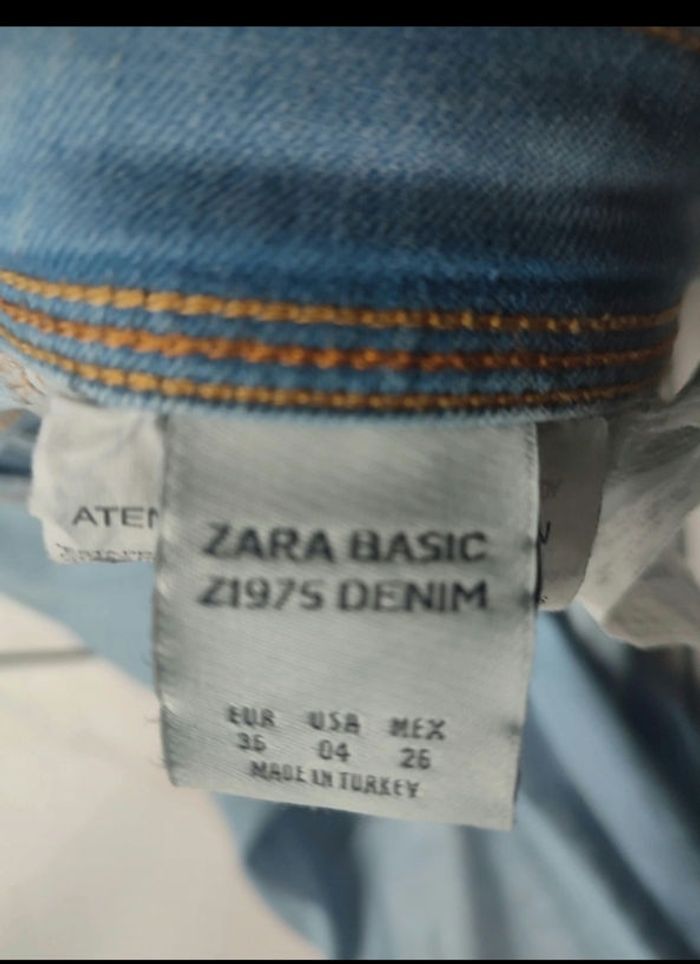 ATEN
ZARA BASIC
Z1975 DENIM
EUR USA MEX
36 04 26
MADE IN TURKEY